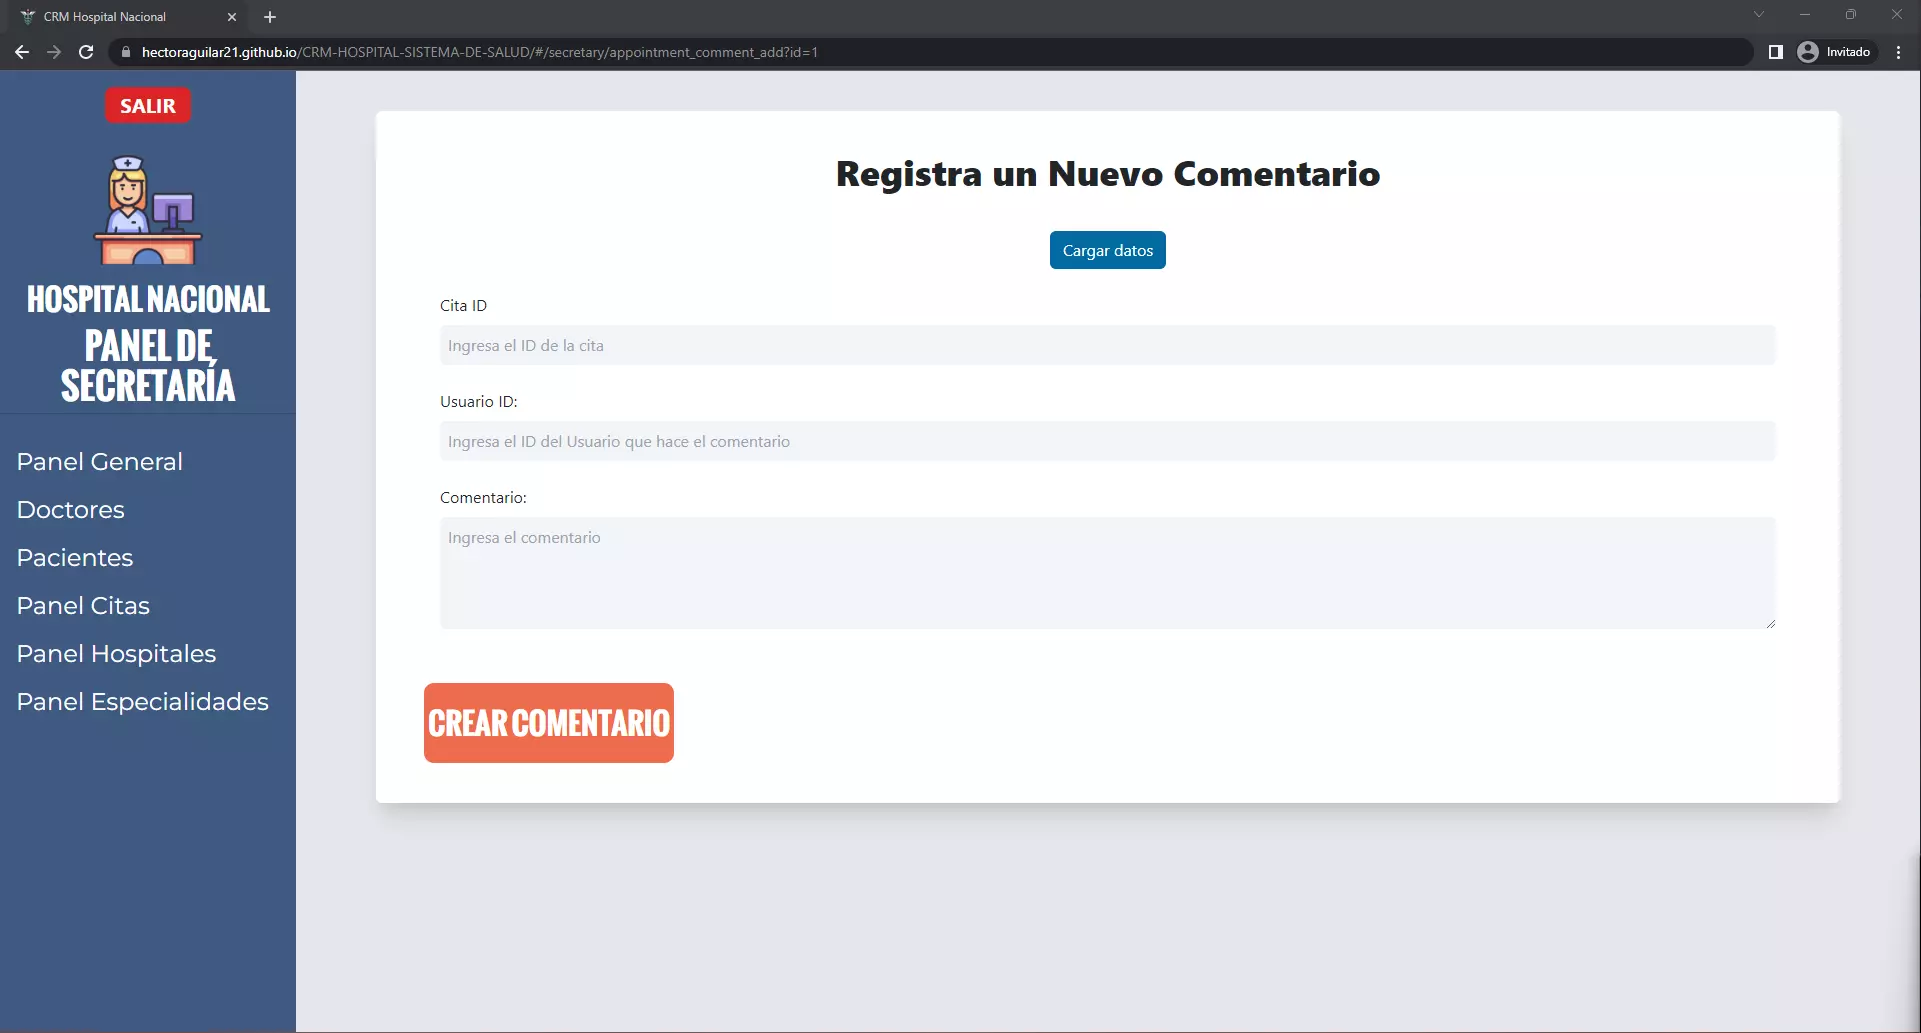 CRM Hospital Nacional
hectoraguilar21.github.io/CRM-HOSPITAL-SISTEMA-DE-SALUD/#/secretary/appointment_comment_add?id=1
Invitado
SALIR
HOSPITAL NACIONAL
PANEL DE
SECRETARÍA
Panel General
Doctores
Pacientes
Panel Citas
Panel Hospitales
Panel Especialidades
Registra un Nuevo Comentario
Cargar datos
Cita ID
Ingresa el ID de la cita
Usuario ID:
Ingresa el ID del Usuario que hace el comentario
Comentario:
Ingresa el comentario
CREAR COMENTARIO